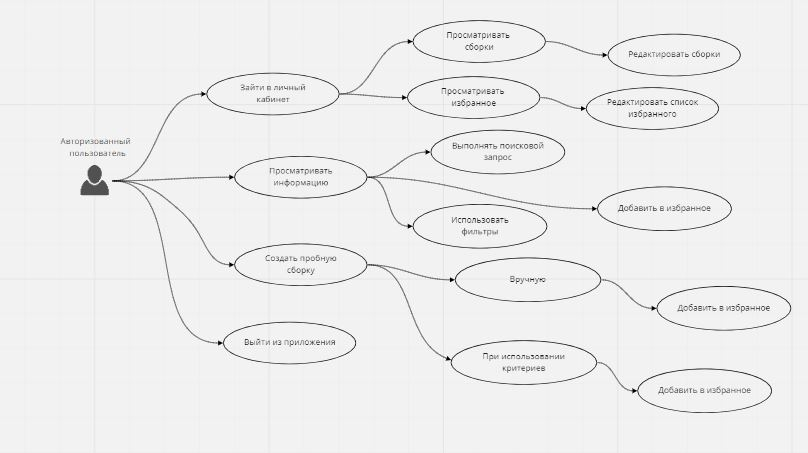 Авторизованный
пользователь
Зайти в личный
кабинет
Просматривать
сборки
Редактировать сборки
Просматривать
избранное
Редактировать список
избранного
Просматривать
информацию
Выполнять поисковой
запрос
Добавить в избранное
Использовать
фильтры
Создать пробную
сборку
Вручную
Добавить в избранное
При использовании
критериев
Добавить в избранное
Выйти из приложения